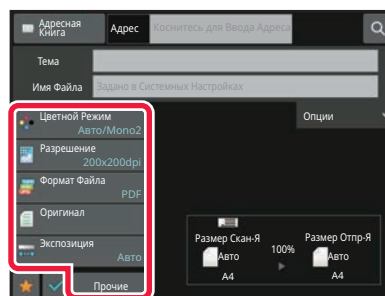 Адресная
Книга
Адрес
Коснитесь для Ввода Адреса
Тема
Имя Файла
Задано в Системных Настройках
Цветной Режим
Авто/Mono2
Опции
Разрешение
200x200dpi
Формат Файла
PDF
Оригинал
Экспозиция
Авто
Прочие
Размер Скан-Я
100%
Размер Отпр-Я
Авто
Авто
A4
A4